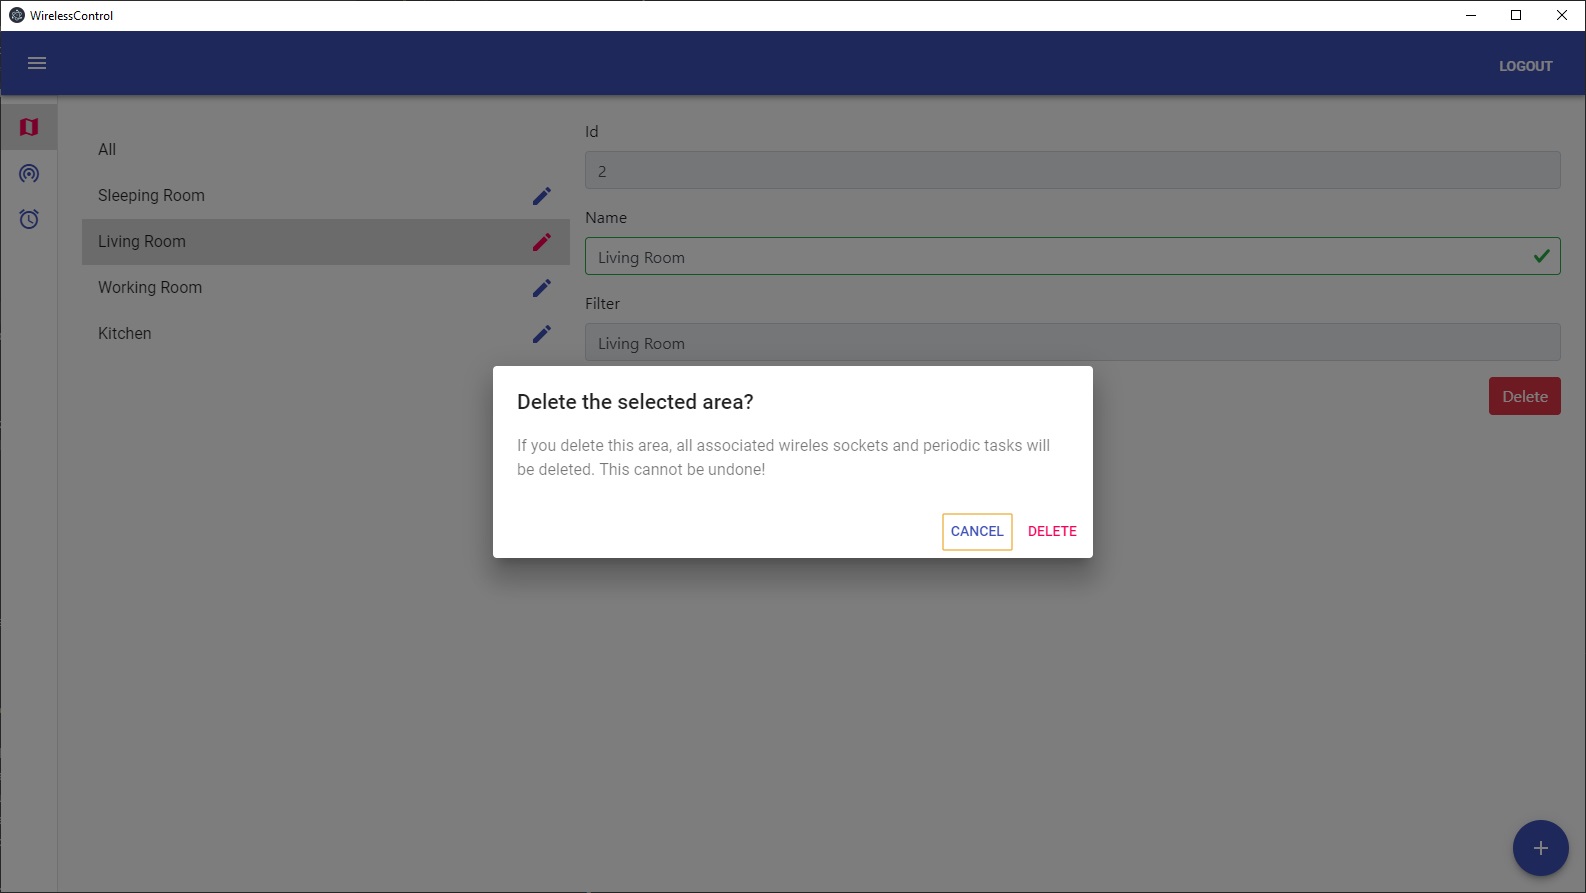 WirelessControl
LOGOUT
All
Sleeping Room
Living Room
Working Room
Kitchen
Id
2
Name
Living Room
Filter
Living Room
Delete
Delete the selected area?
If you delete this area, all associated wireles sockets and periodic tasks will
be deleted. This cannot be undone!
CANCEL DELETE